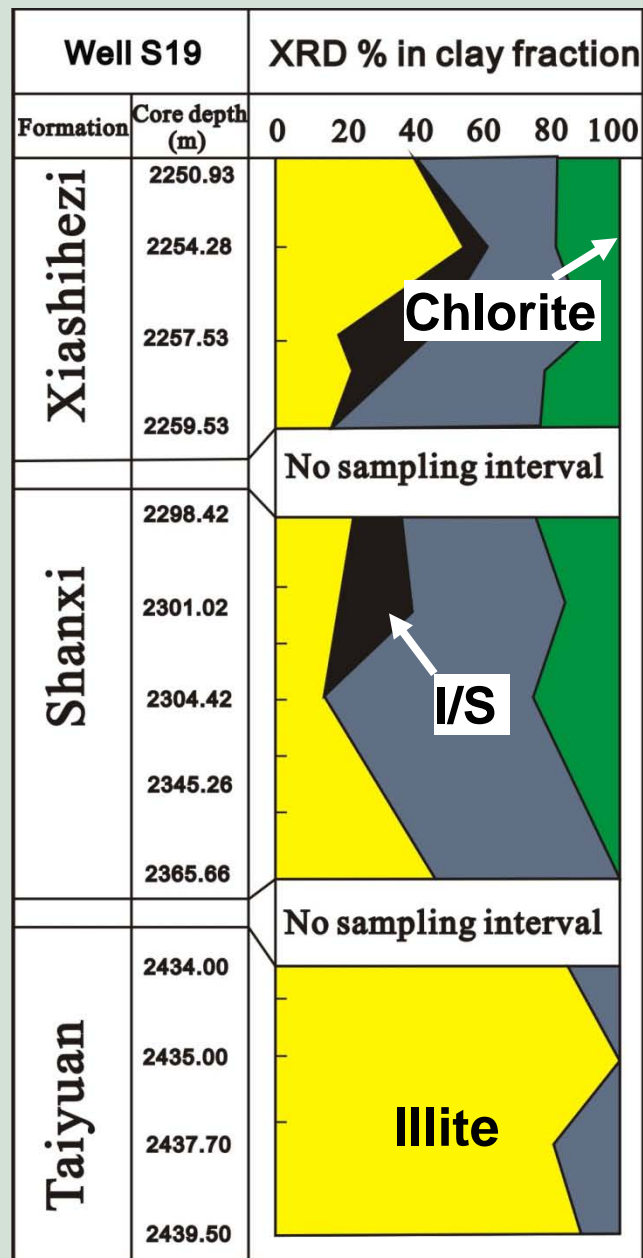 Well S19
XRD % in clay fraction
Formation
Core depth
(m)
0 20 40 60 80 100
Xiashihezi
2250.93
2254.28
2257.53
2259.53
Chlorite
No sampling interval
Shanxi
2298.42
2301.02
2304.42
2345.26
2365.66
I/S
No sampling interval
Taiyuan
2434.00
2435.00
2437.70
2439.50
Illite